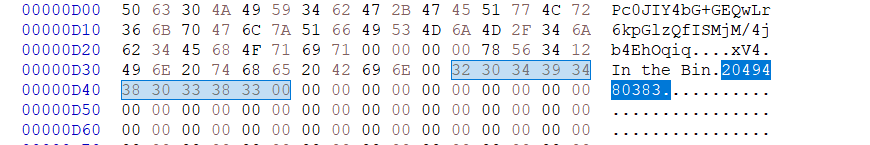 00000D00 50 63 30 4A 49 59 34 62 47 2B 47 45 51 77 4C 72 Pc0JIY4bG+GEQwLr
00000D10 36 6B 70 47 6C 7A 51 66 49 53 4D 6A 4D 2F 34 6A 6kpGlzQfISMjM/4j
00000D20 62 34 45 68 4F 71 69 71 00 00 00 00 78 56 34 12 b4EhOqiq....xV4.
00000D30 49 6E 20 74 68 65 20 42 69 6E 00 32 30 34 39 34 In the Bin.20494
00000D40 38 30 33 38 33 00 00 00 00 00 00 00 00 00 00 00 80383...........
00000D50 00 00 00 00 00 00 00 00 00 00 00 00 00 00 00 00 ................
00000D60 00 00 00 00 00 00 00 00 00 00 00 00 00 00 00 00 ................